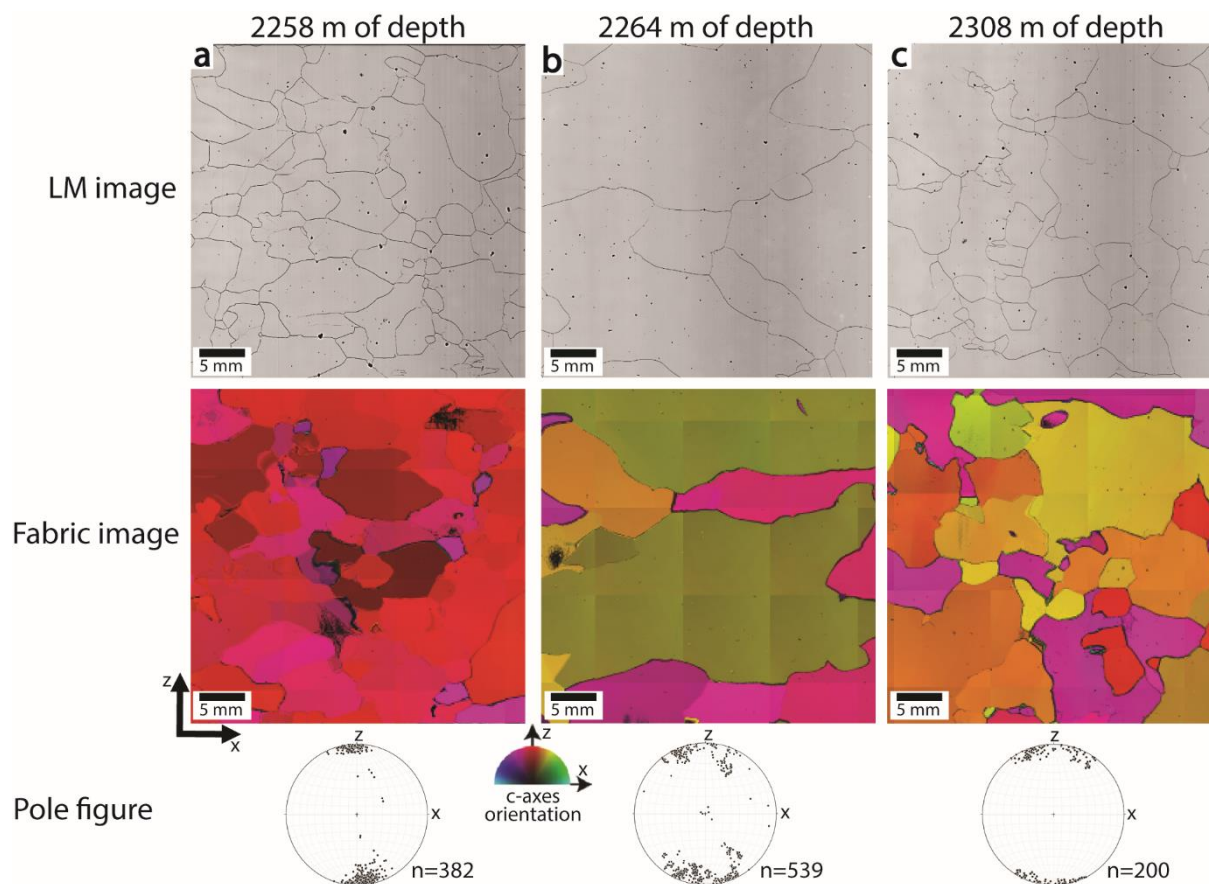 2258 m of depth
2264 m of depth
2308 m of depth
a
b
c
LM image
5 mm
5 mm
5 mm
Fabric image
z
5 mm
x
5 mm
5 mm
Pole figure
z
x
n=382
z
x
c-axes
orientation
z
x
n=539
z
x
n=200